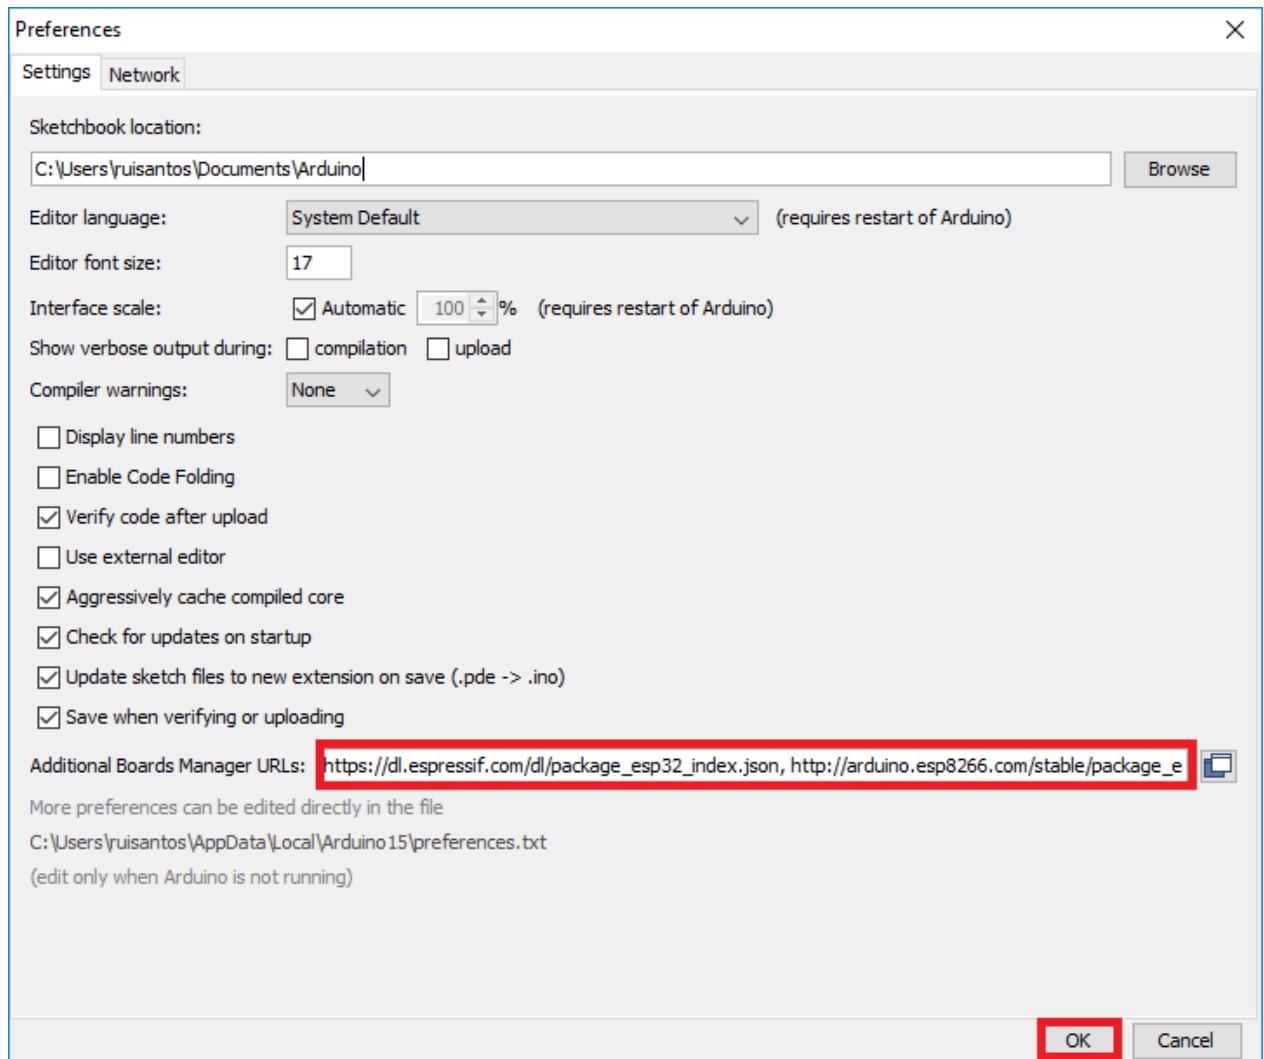 Preferences
Settings Network
Sketchbook location:
C:\Users\ruisantos\Documents\Arduino Browse
Editor language: System Default (requires restart of Arduino)
Editor font size: 17
Interface scale: Automatic 100 % (requires restart of Arduino)
Show verbose output during: compilation upload
Compiler warnings: None
Display line numbers
Enable Code Folding
Verify code after upload
Use external editor
Aggressively cache compiled core
Check for updates on startup
Update sketch files to new extension on save (.pde -> .ino)
Save when verifying or uploading
Additional Boards Manager URLs: https://dl.espressif.com/dl/package_esp32_index.json, http://arduino.esp8266.com/stable/package_e
More preferences can be edited directly in the file
C:\Users\ruisantos\AppData\Local\Arduino15\preferences.txt
(edit only when Arduino is not running)
OK Cancel